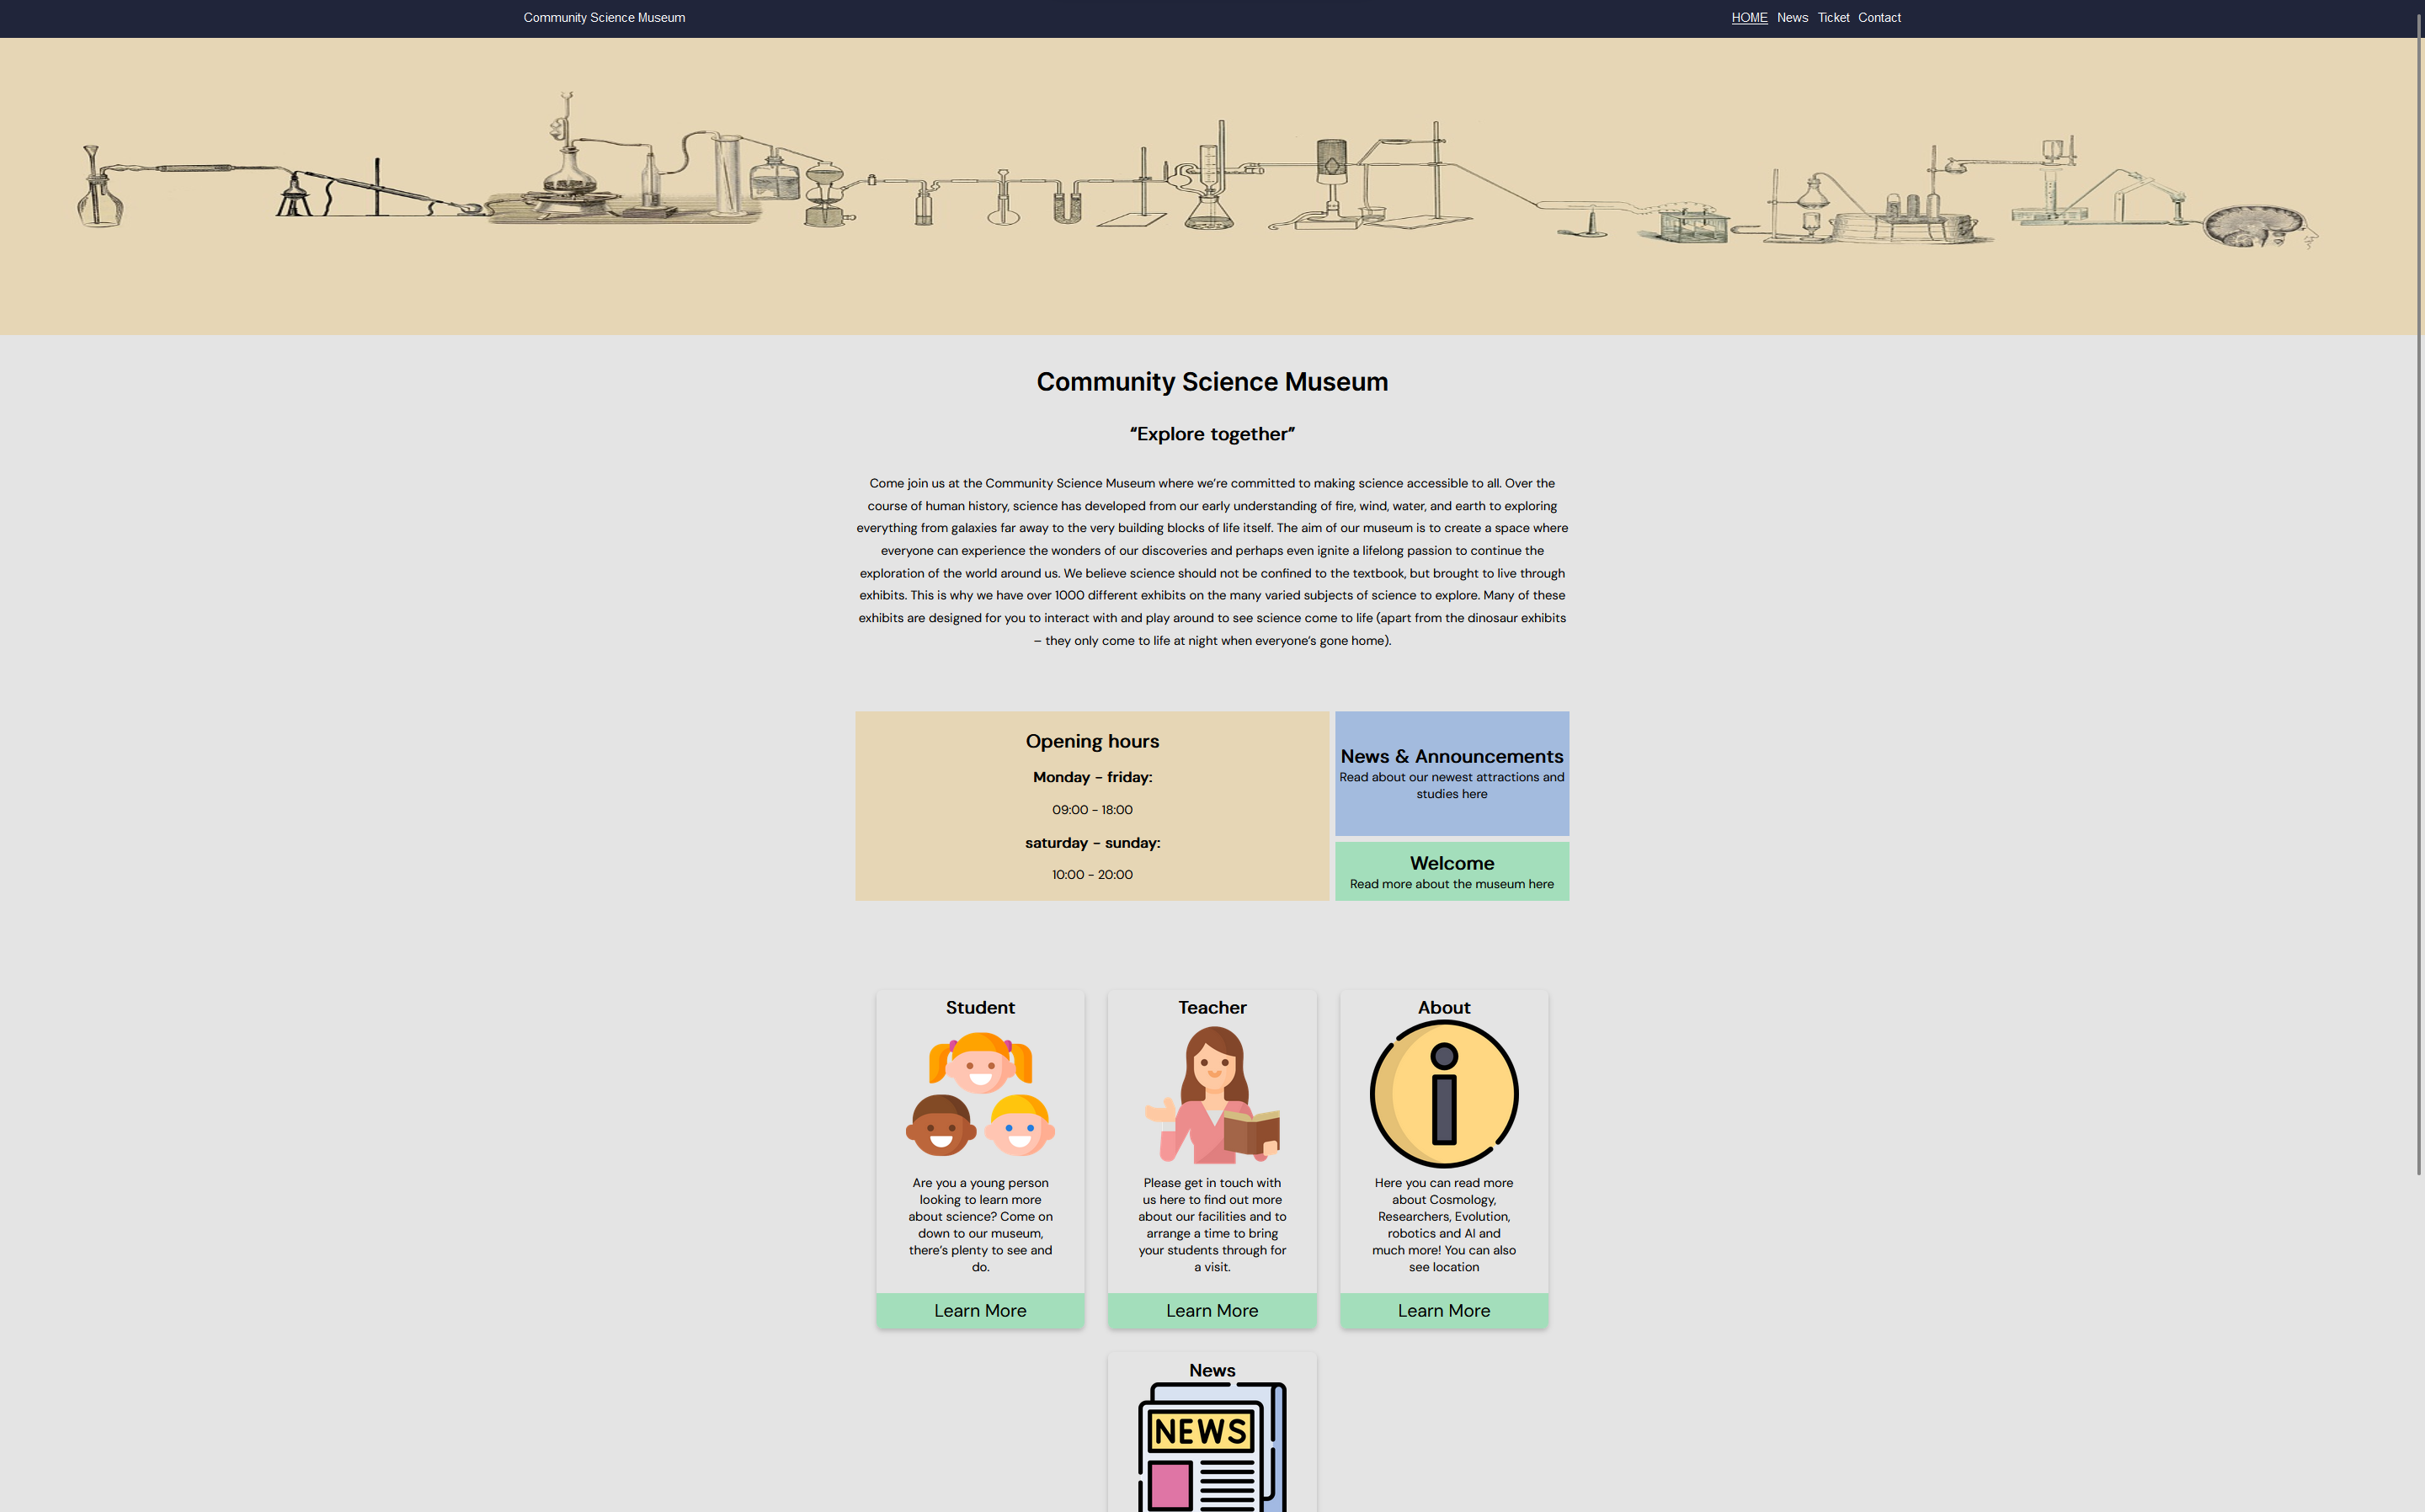 Community Science Museum
HOME News Ticket Contact
Community Science Museum
“Explore together”
Come join us at the Community Science Museum where we’re committed to making science accessible to all. Over the
course of human history, science has developed from our early understanding of fire, wind, water, and earth to exploring
everything from galaxies far away to the very building blocks of life itself. The aim of our museum is to create a space where
everyone can experience the wonders of our discoveries and perhaps even ignite a lifelong passion to continue the
exploration of the world around us. We believe science should not be confined to the textbook, but brought to live through
exhibits. This is why we have over 1000 different exhibits on the many varied subjects of science to explore. Many of these
exhibits are designed for you to interact with and play around to see science come to life (apart from the dinosaur exhibits
– they only come to life at night when everyone’s gone home).
Opening hours
Monday - friday:
09:00 - 18:00
saturday - sunday:
10:00 - 20:00
News & Announcements
Read about our newest attractions and
studies here
Welcome
Read more about the museum here
Student
Are you a young person
looking to learn more
about science? Come on
down to our museum,
there’s plenty to see and
do.
Learn More
Teacher
Please get in touch with
us here to find out more
about our facilities and to
arrange a time to bring
your students through for
a visit.
Learn More
About
Here you can read more
about Cosmology,
Researchers, Evolution,
robotics and AI and
much more! You can also
see location
Learn More
News
NEWS